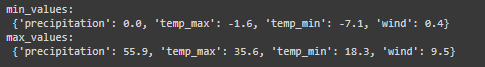 min_values:
 {'precipitation': 0.0, 'temp_max': -1.6, 'temp_min': -7.1, 'wind': 0.4}
max_values:
 {'precipitation': 55.9, 'temp_max': 35.6, 'temp_min': 18.3, 'wind': 9.5}